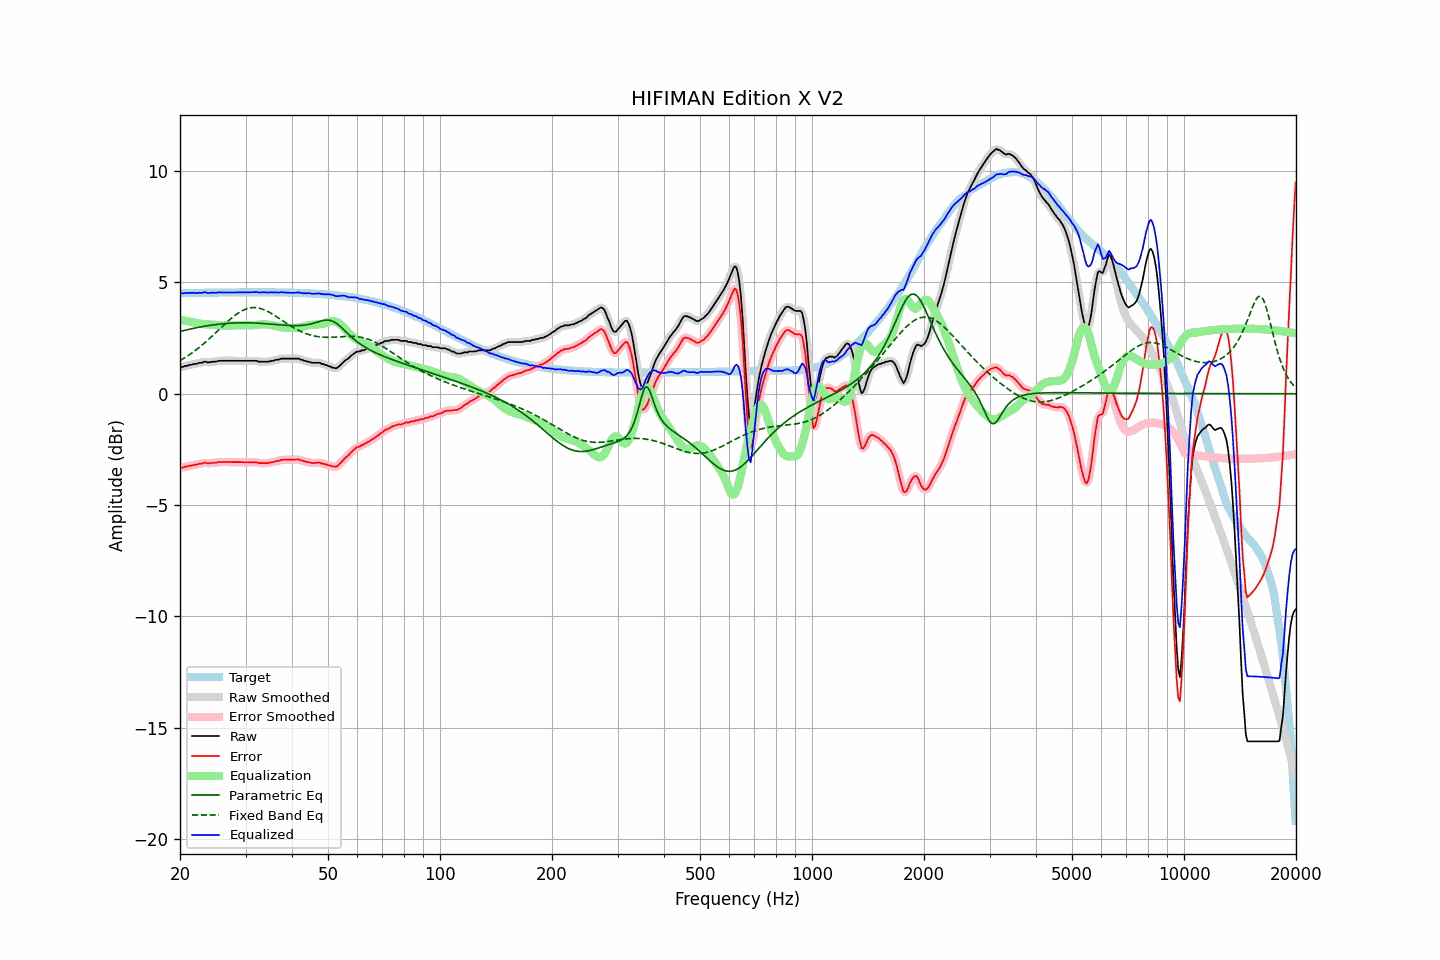 HIFIMAN Edition X V2
Amplitude (dBr)
10
5
0
−5
−10
−15
−20
Target
Raw Smoothed
Error Smoothed
Raw
Error
Equalization
Parametric Eq
Fixed Band Eq
Equalized
20 50 100 200 500 1000 2000 5000 10000 20000
Frequency (Hz)